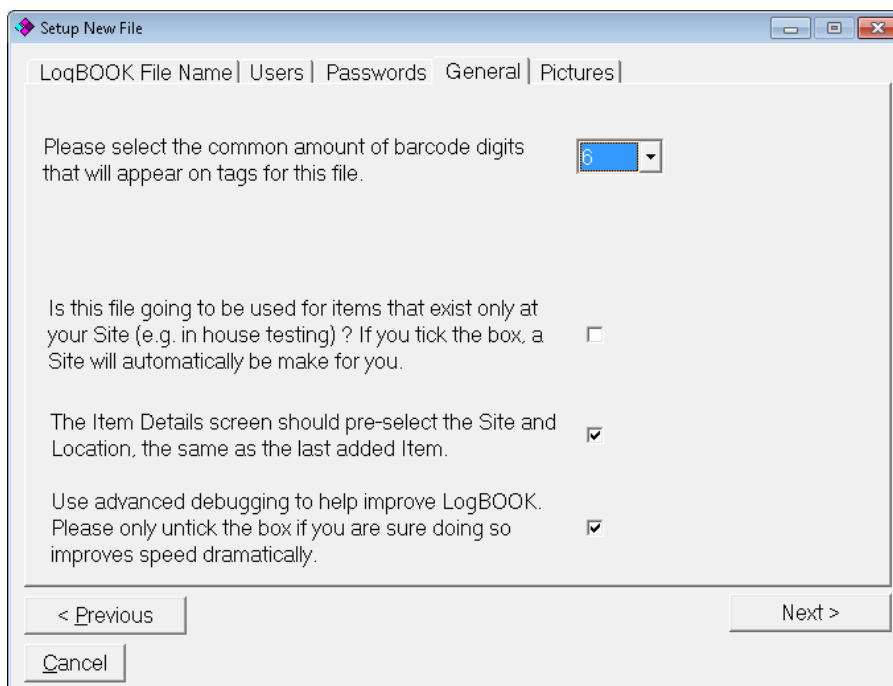 Setup New File
LogBOOK File Name Users Passwords General Pictures
Please select the common amount of barcode digits
that will appear on tags for this file.
6
Is this file going to be used for items that exist only at
your Site (e.g. in house testing) ? If you tick the box, a
Site will automatically be make for you.
The Item Details screen should pre-select the Site and
Location, the same as the last added Item.
Use advanced debugging to help improve LogBOOK.
Please only untick the box if you are sure doing so
improves speed dramatically.
< Previous
Next >
Cancel